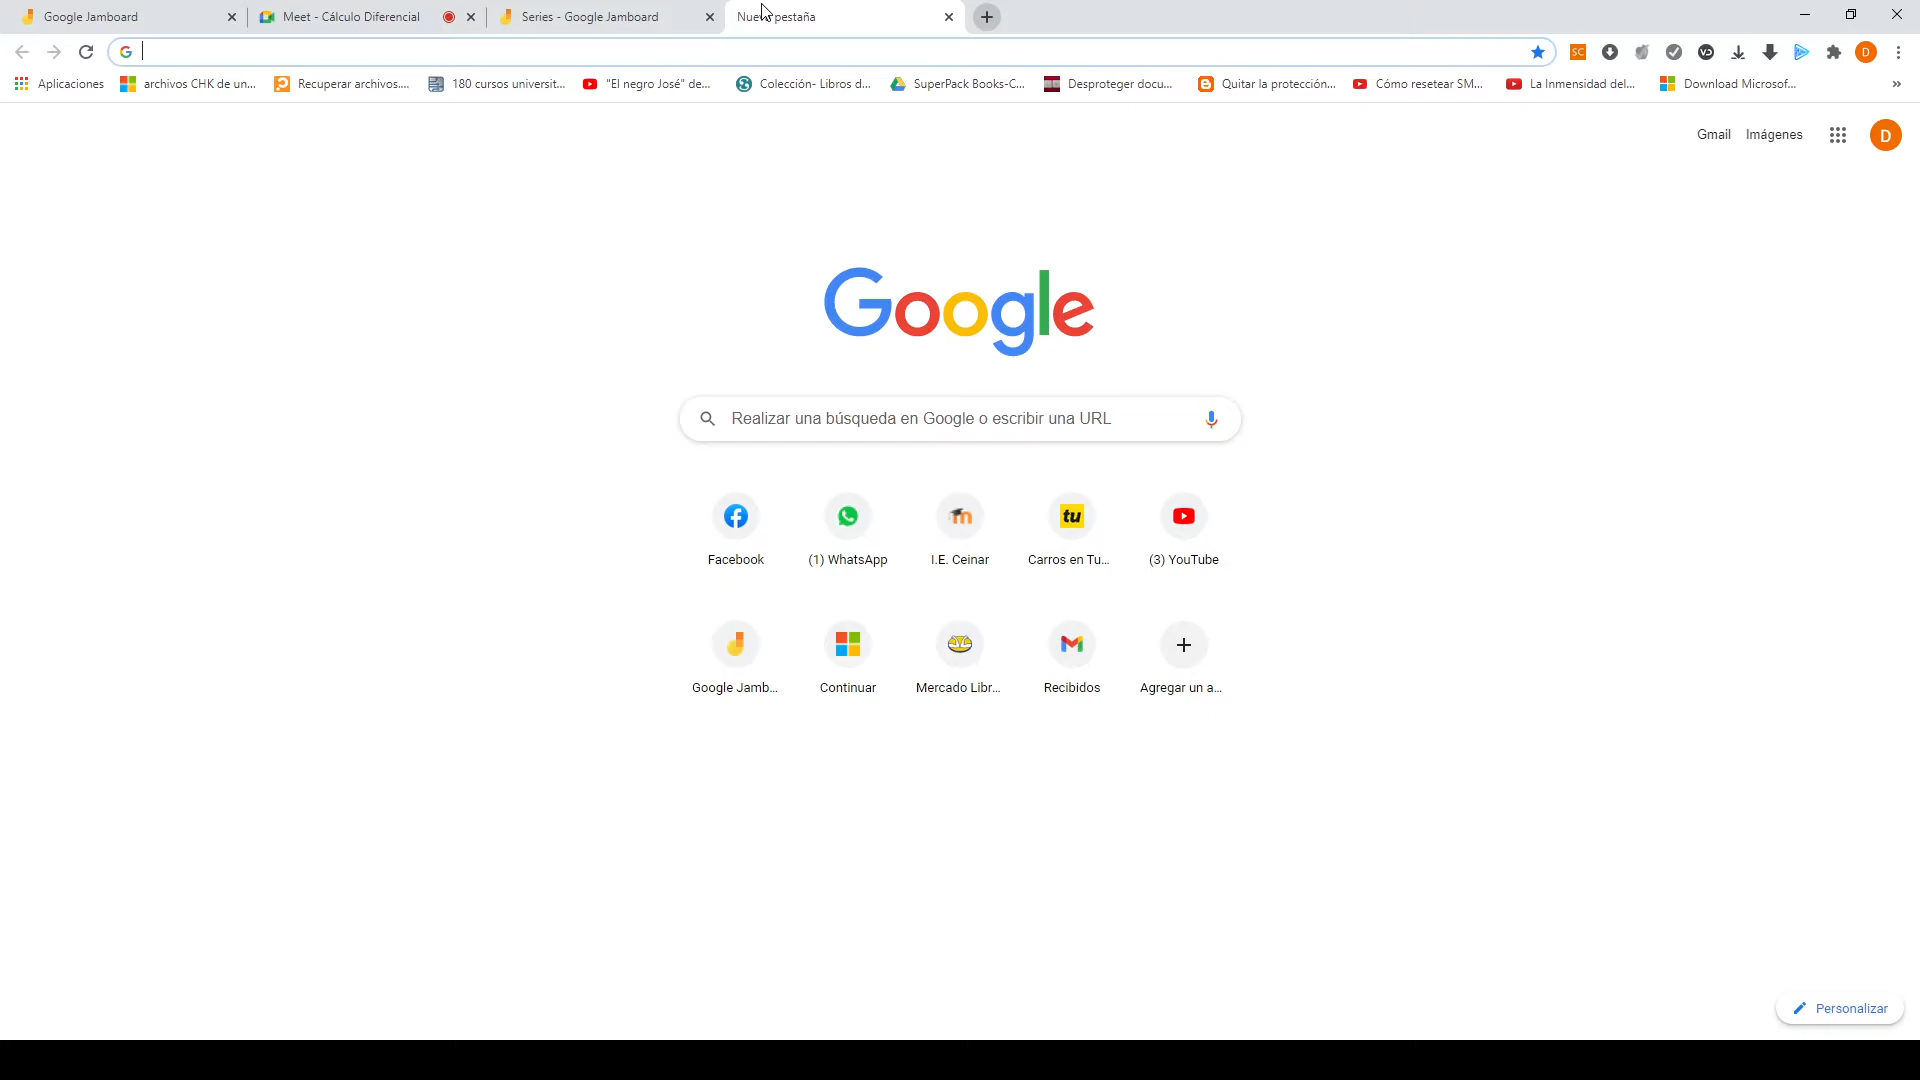 Google Jamboard
Meet - Cálculo Diferencial
Series - Google Jamboard
pestaña
G
SC
VD
D
Aplicaciones
archivos CHK de un...
Recuperar archivos....
180 cursos universit...
"El negro José" de...
Colección- Libros d...
SuperPack Books-C...
Desproteger docu...
Quitar la protección...
Cómo resetear SM...
La Inmensidad del...
Download Microsof...
»
Gmail
Imágenes
D
Google
Realizar una búsqueda en Google o escribir una URL
tu
Facebook
(1) WhatsApp
I.E. Ceinar
Carros en Tu...
(3) YouTube
Google Jamb...
Continuar
Mercado Libr...
Recibidos
Agregar un a...
Personalizar